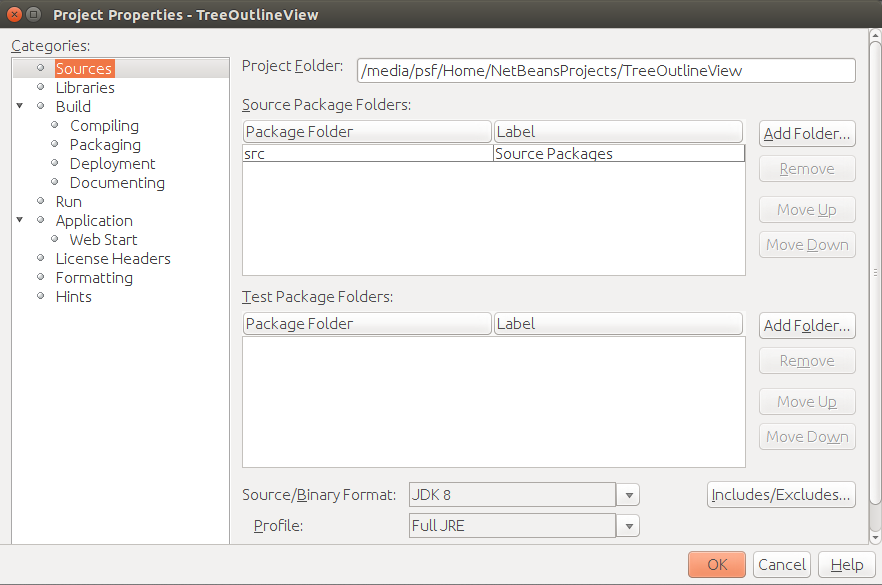 Project Properties - TreeOutlineView
Categories:
Sources
Libraries
Build
Compiling
Packaging
Deployment
Documenting
Run
Application
Web Start
License Headers
Formatting
Hints
Project Folder: /media/psf/Home/NetBeansProjects/TreeOutlineView
Source Package Folders:
Package Folder Label
src Source Packages
Add Folder...
Remove
Move Up
Move Down
Test Package Folders:
Package Folder Label
Add Folder...
Remove
Move Up
Move Down
Source/Binary Format: JDK 8 Includes/Excludes...
Profile: Full JRE
OK Cancel Help